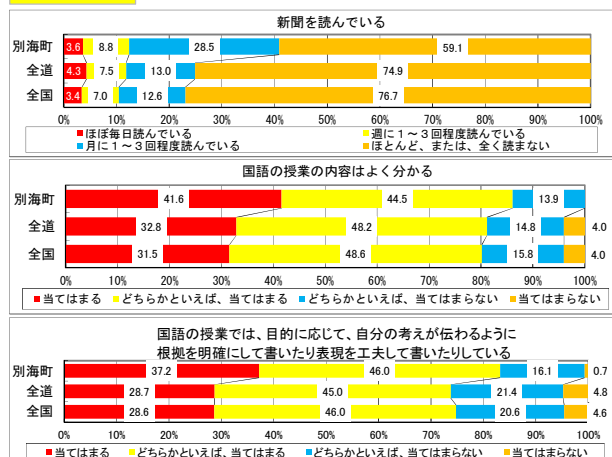 新聞を読んでいる
別海町 3.6 8.8 28.5 59.1
全道 4.3 7.5 13.0 74.9
全国 3.4 7.0 12.6 76.7
0% 10% 20% 30% 40% 50% 60% 70% 80% 90% 100%
■ほぼ毎日読んでいる ■週に１～３回程度読んでいる
■月に１～３回程度読んでいる ■ほとんど、または、全く読まない
国語の授業の内容はよく分かる
別海町 41.6 44.5 13.9
全道 32.8 48.2 14.8 4.0
全国 31.5 48.6 15.8 4.0
0% 10% 20% 30% 40% 50% 60% 70% 80% 90% 100%
■当てはまる ■どちらかといえば、当てはまる ■どちらかといえば、当てはまらない ■当てはまらない
国語の授業では、目的に応じて、自分の考えが伝わるように
根拠を明確にして書いたり表現を工夫して書いたりしている
別海町 37.2 46.0 16.1 0.7
全道 28.7 45.0 21.4 4.8
全国 28.6 46.0 20.6 4.6
0% 10% 20% 30% 40% 50% 60% 70% 80% 90% 100%
■当てはまる ■どちらかといえば、当てはまる ■どちらかといえば、当てはまらない ■当てはまらない